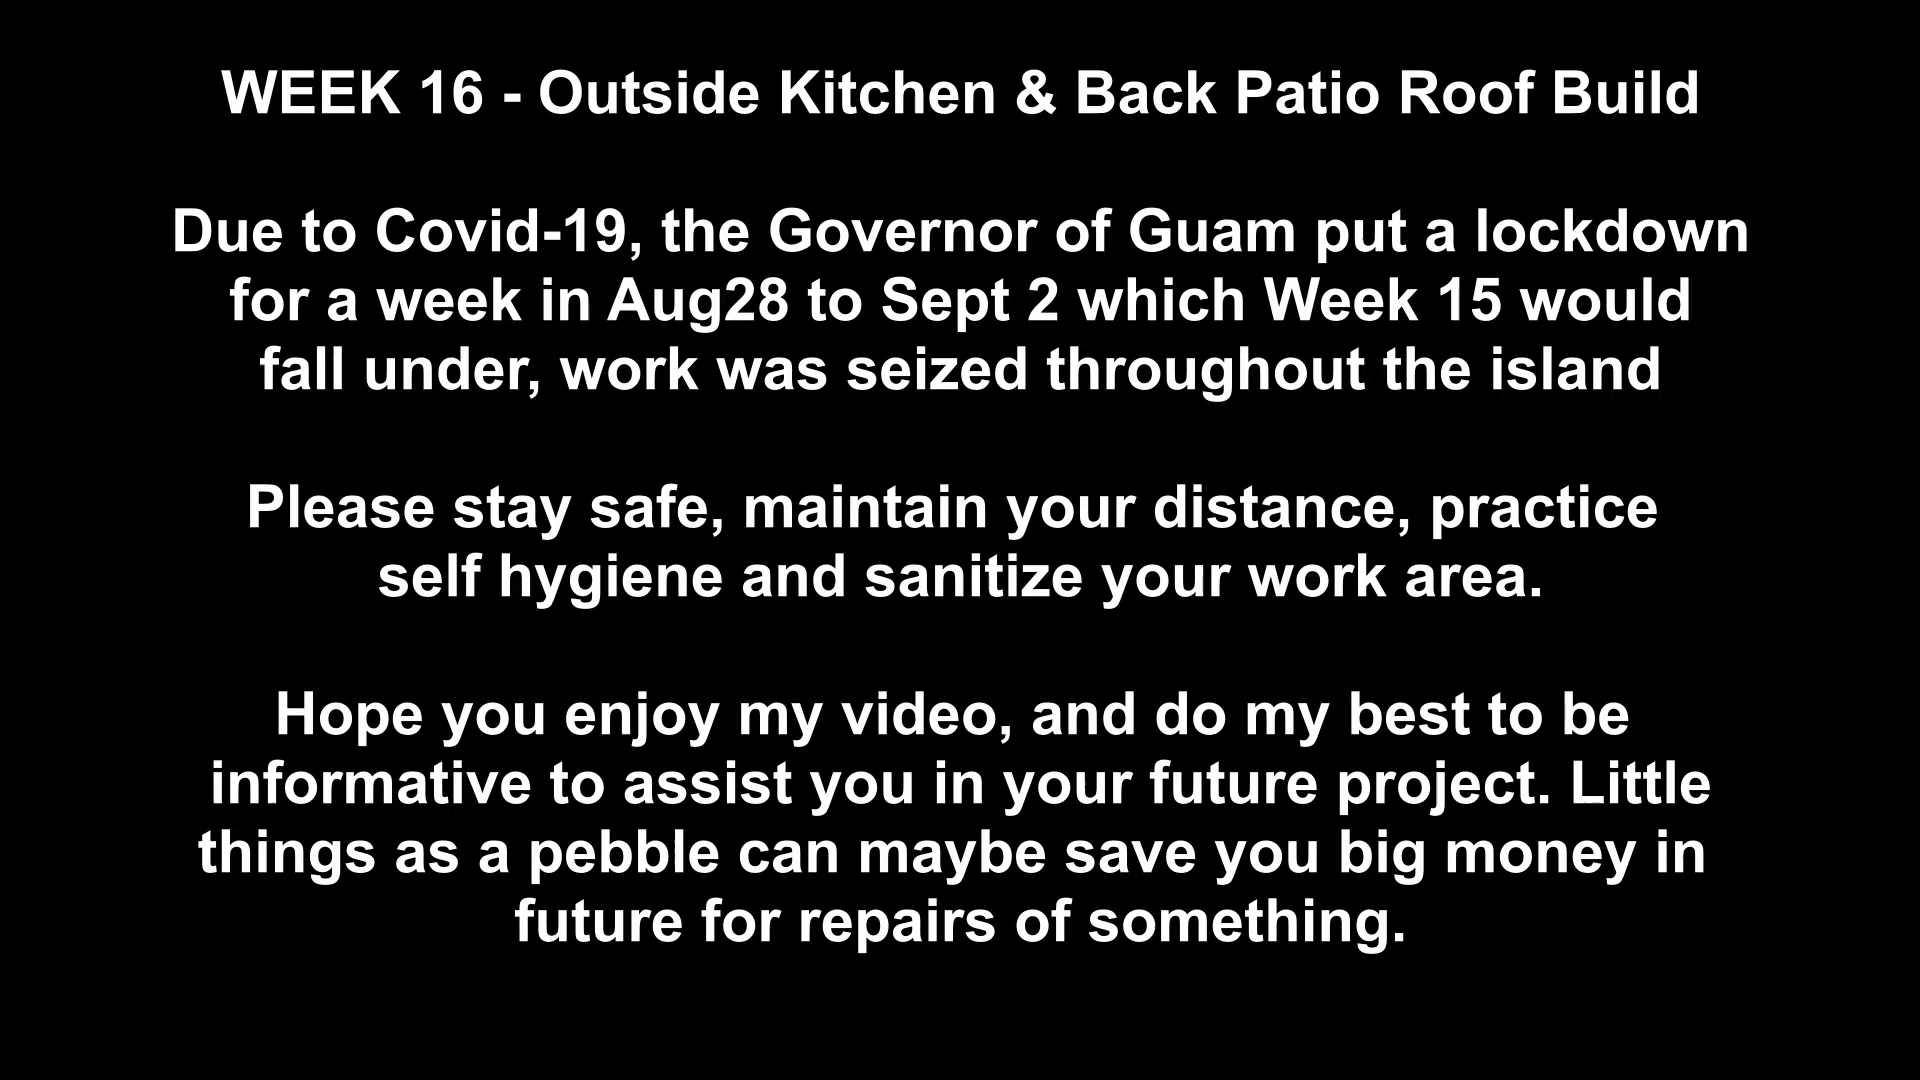 WEEK 16 - Outside Kitchen & Back Patio Roof Build
Due to Covid-19, the Governor of Guam put a lockdown
for a week in Aug28 to Sept 2 which Week 15 would
fall under, work was seized throughout the island
Please stay safe, maintain your distance, practice
self hygiene and sanitize your work area.
Hope you enjoy my video, and do my best to be
informative to assist you in your future project. Little
things as a pebble can maybe save you big money in
future for repairs of something.